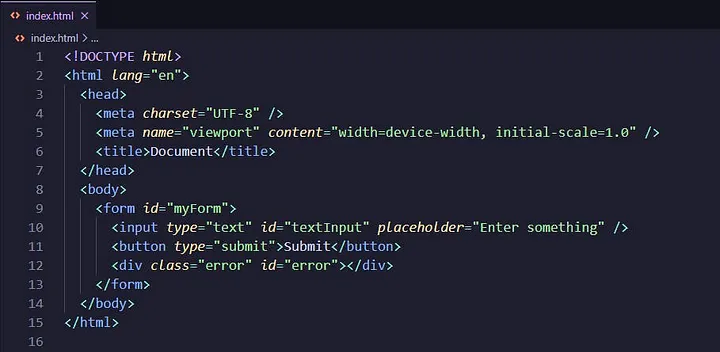 index.html
index.html > ...
1 <!DOCTYPE html>
2 <html lang="en">
3 <head>
4 <meta charset="UTF-8" />
5 <meta name="viewport" content="width=device-width, initial-scale=1.0" />
6 <title>Document</title>
7 </head>
8 <body>
9 <form id="myForm">
10 <input type="text" id="textInput" placeholder="Enter something" />
11 <button type="submit">Submit</button>
12 <div class="error" id="error"></div>
13 </form>
14 </body>
15 </html>
16